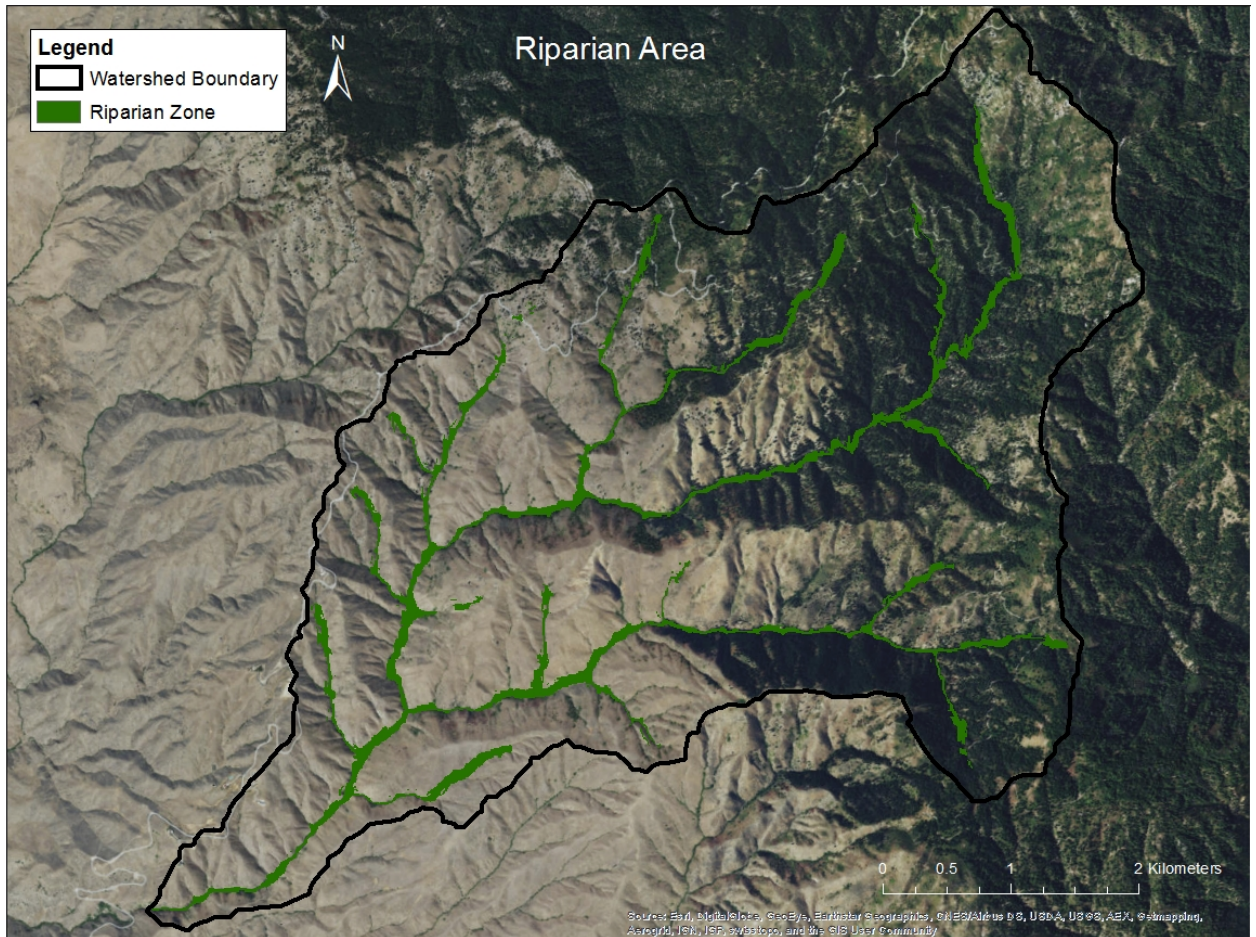 Legend
Watershed Boundary
Riparian Zone
N
Riparian Area
0 0.5 1 2 Kilometers
Source: Esri, DigitalGlobe, GeoEye, Earthstar Geographics, CNES/Airbus DS, USDA, USGS, AEX, Getmapping,
Aerogrid, IGN, IGP, swisstopo, and the GIS User Community